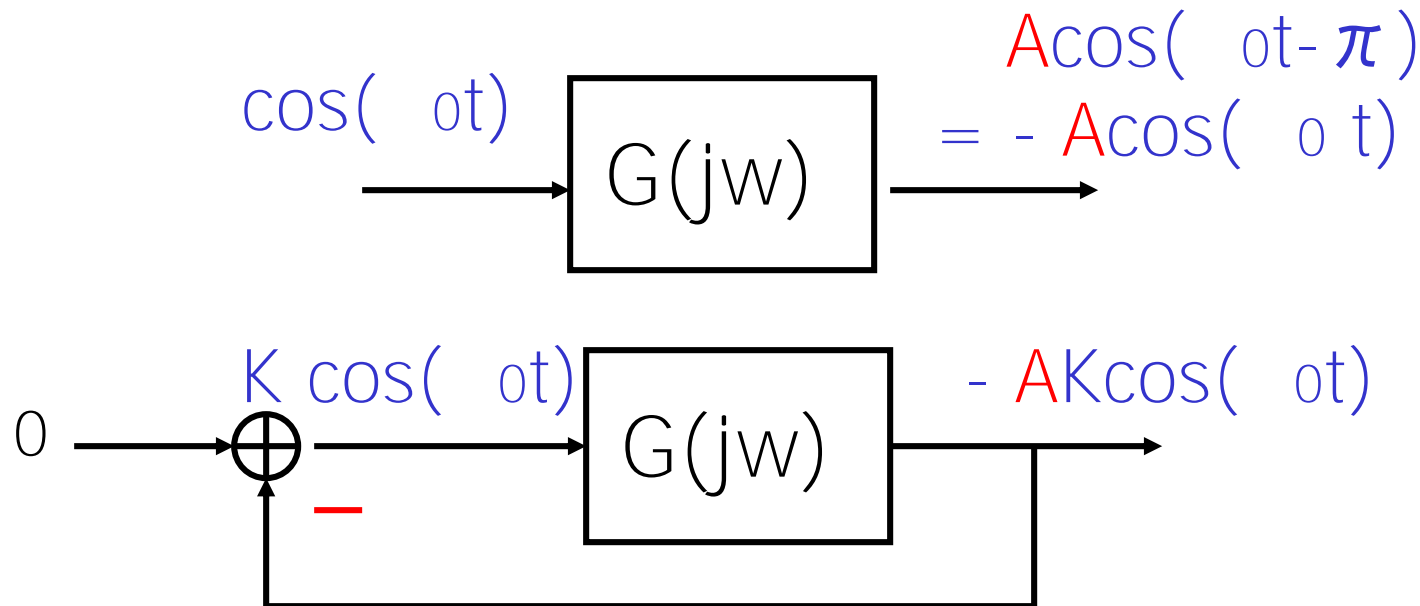 Acos( 0t-π)
cos( 0t)
= - Acos( 0 t)
G(jw)
K cos( 0t)
- AKcos( 0t)
0
G(jw)
−